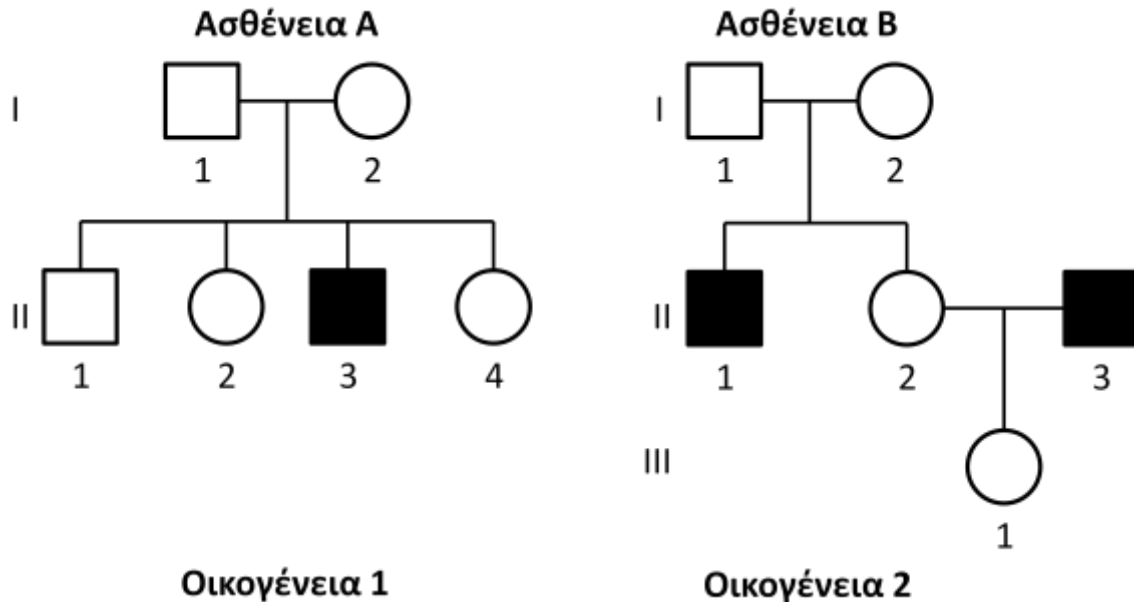 Ασθένεια Α Ασθένεια Β
I I
1 2 1 2
II II
1 2 3 4 1 2 3
III
1
Οικογένεια 1 Οικογένεια 2